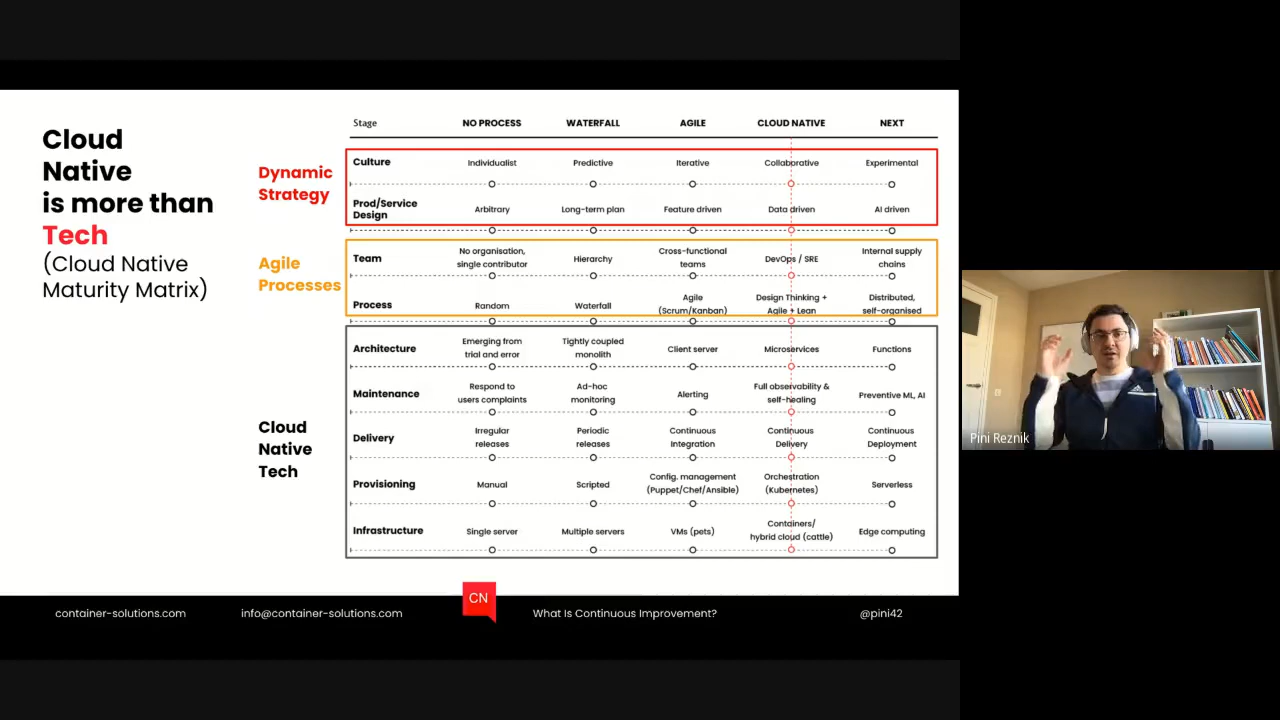 Cloud
Native
is more than
Tech
(Cloud Native
Maturity Matrix)
Stage NO PROCESS WATERFALL AGILE CLOUD NATIVE NEXT
Dynamic
Strategy
Culture Individualist Predictive Iterative Collaborative Experimental
Prod/Service
Design Arbitrary Long-term plan Feature driven Data driven AI driven
Agile
Processes
Team No organisation, Hierarchy Cross-functional DevOps / SRE Internal supply
single contributor teams chains
Process Random Waterfall Agile Design Thinking + Distributed,
(Scrum/Kanban) Agile + Lean self-organised
Cloud
Native
Tech
Architecture Emerging from Tightly coupled Client server Microservices Functions
trial and error monolith
Maintenance Respond to Ad-hoc Alerting Full observability & Preventive ML, AI
users complaints monitoring self-healing
Delivery Irregular Periodic Continuous Continuous Continuous
releases releases Integration Delivery Deployment
Provisioning Manual Scripted Config. management Orchestration Serverless
(Puppet/Chef/Ansible) (Kubernetes)
Infrastructure Single server Multiple servers VMs (pets) Containers/ Edge computing
hybrid cloud (cattle)
container-solutions.com info@container-solutions.com CN What Is Continuous Improvement? @pini42
Pini Reznik